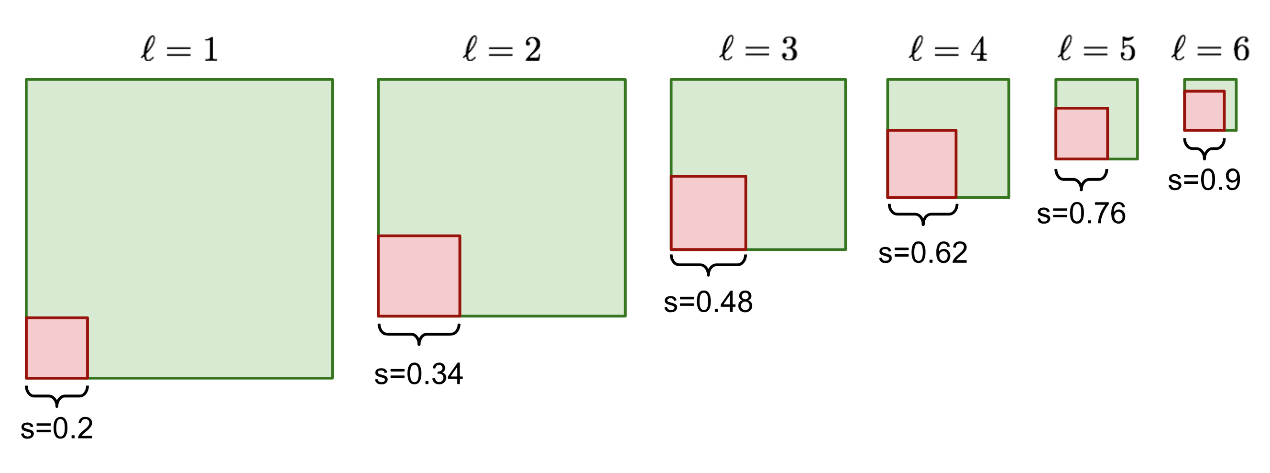 ℓ = 1
ℓ = 2
ℓ = 3
ℓ = 4
ℓ = 5
ℓ = 6
s=0.2
s=0.34
s=0.48
s=0.62
s=0.76
s=0.9